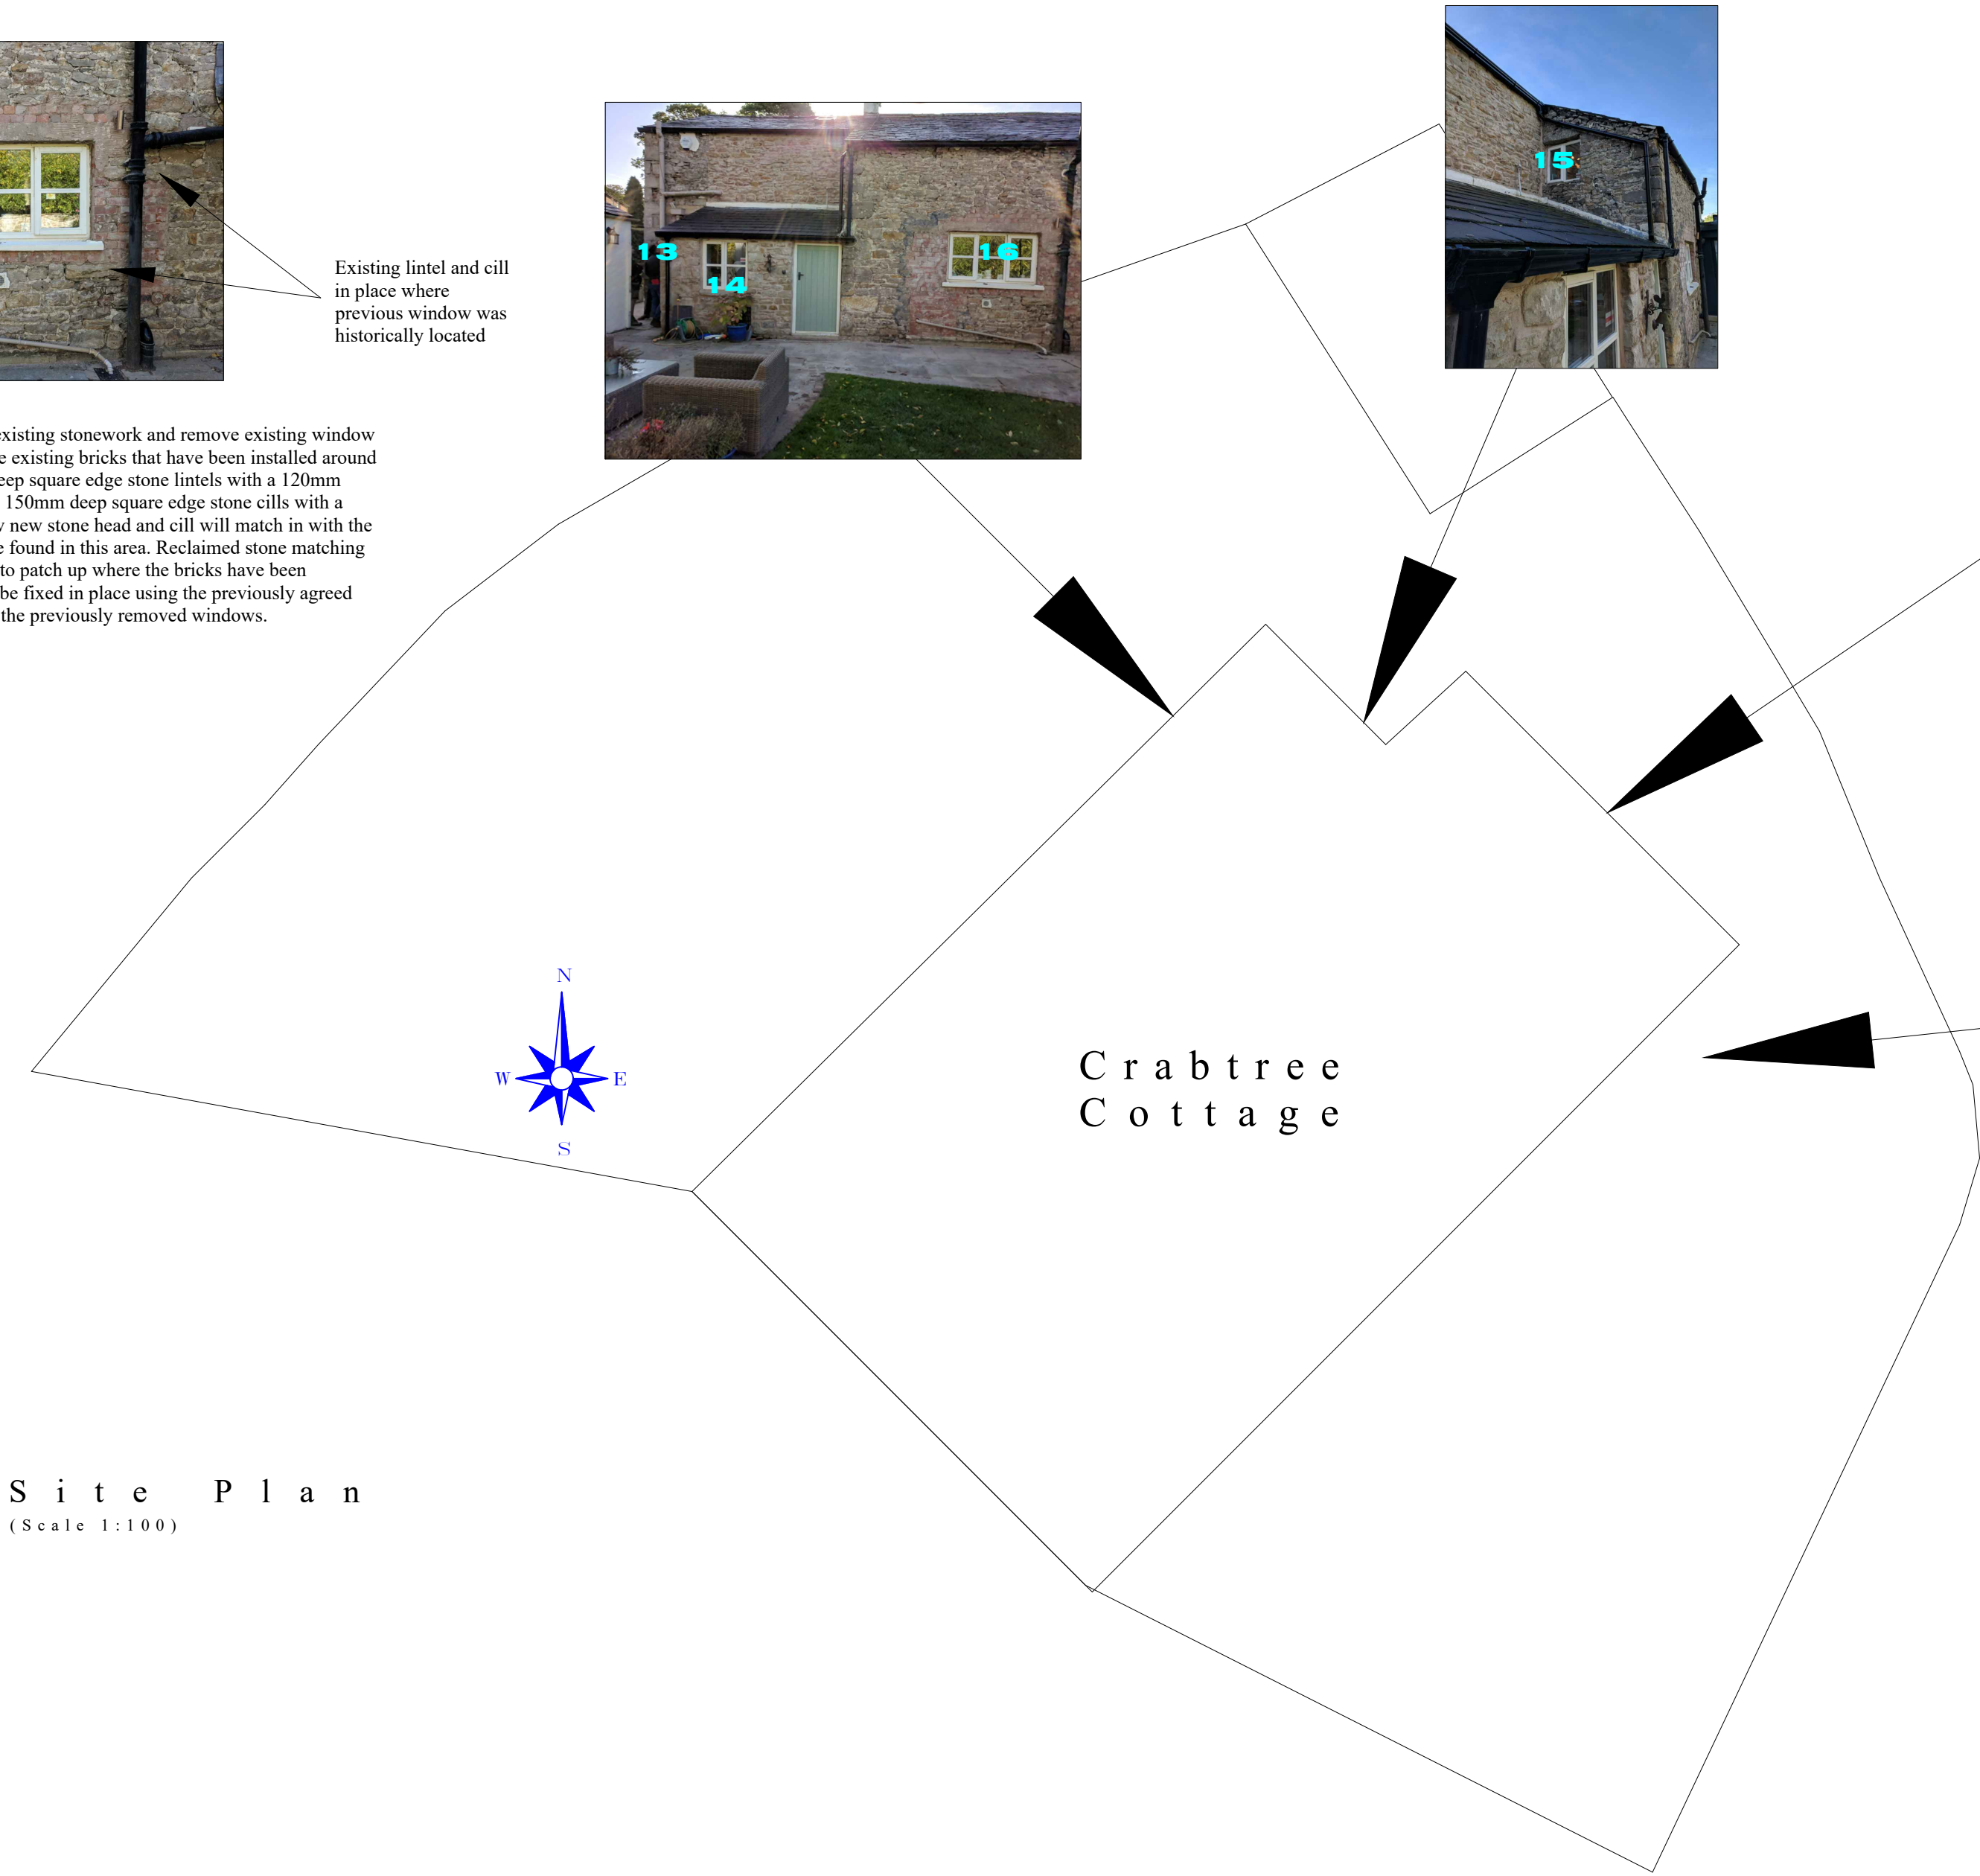 Existing lintel and cill
in place where
previous window was
historically located
13
14
16
15
existing stonework and remove existing window
existing bricks that have been installed around
deep square edge stone lintels with a 120mm
150mm deep square edge stone cills with a
new stone head and cill will match in with the
found in this area. Reclaimed stone matching
to patch up where the bricks have been
be fixed in place using the previously agreed
the previously removed windows.
N
W E
S
Crabtree
Cottage
Site Plan
(Scale 1:100)